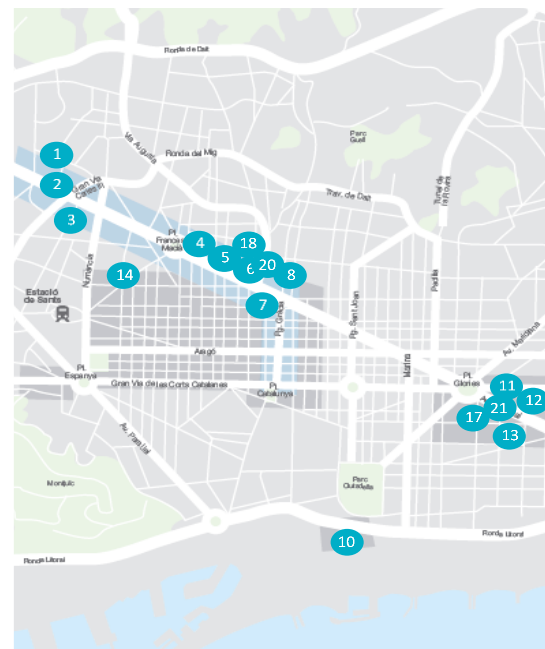 Ronda de Dalt
Via Augusta
Ronda del Mig
Parc
Güell
1
2
Gran Via
Carles III
Trav. de Dalt
Túnel de
la Rovira
3
Pl.
Francesc
Macià
4
18
5
6
20
8
14
Numància
7
Pg. Gràcia
Pg. Sant Joan
Padilla
Estació
de Sants
Aragó
Marina
Av. Meridiana
Pl.
Espanya
Gran Via de les Corts Catalanes
Pl.
Catalunya
Pl.
Glòries
11
12
21
17
13
Av. Paral·lel
Montjuïc
Parc
Ciutadella
10
Ronda Litoral
Ronda Litoral